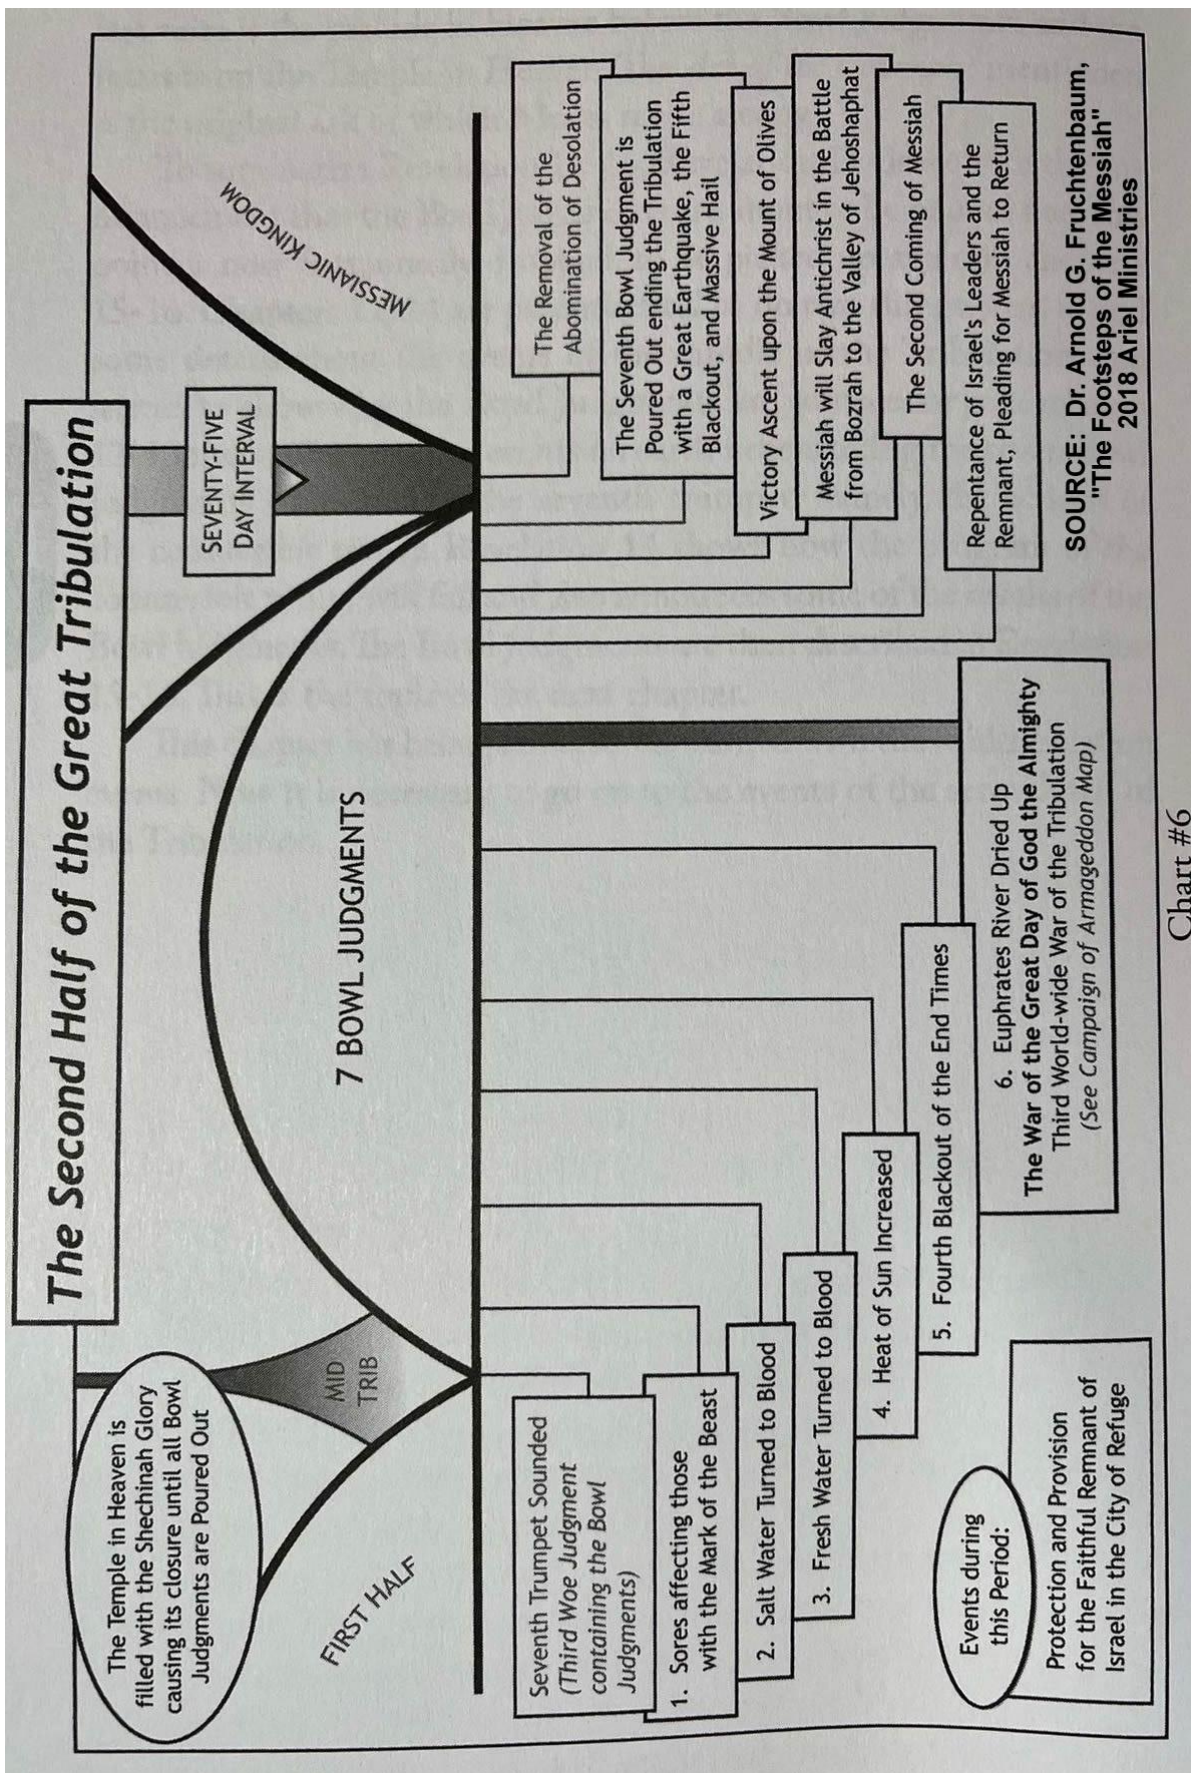 The Second Half of the Great Tribulation
The Temple in Heaven is
filled with the Shechinah Glory
causing its closure until all Bowl
Judgments are Poured Out
FIRST HALF
MID
TRIB
7 BOWL JUDGMENTS
SEVENTY-FIVE
DAY INTERVAL
MESSIANIC KINGDOM
Seventh Trumpet Sounded
(Third Woe Judgment
containing the Bowl
Judgments)
1. Sores affecting those
with the Mark of the Beast
2. Salt Water Turned to Blood
3. Fresh Water Turned to Blood
4. Heat of Sun Increased
5. Fourth Blackout of the End Times
6. Euphrates River Dried Up
The War of the Great Day of God the Almighty
Third World-wide War of the Tribulation
(See Campaign of Armageddon Map)
The Removal of the
Abomination of Desolation
The Seventh Bowl Judgment is
Poured Out ending the Tribulation
with a Great Earthquake, the Fifth
Blackout, and Massive Hail
Victory Ascent upon the Mount of Olives
Messiah will Slay Antichrist in the Battle
from Bozrah to the Valley of Jehoshaphat
The Second Coming of Messiah
Repentance of Israel's Leaders and the
Remnant, Pleading for Messiah to Return
Events during
this Period:
Protection and Provision
for the Faithful Remnant of
Israel in the City of Refuge
SOURCE: Dr. Arnold G. Fruchtenbaum,
"The Footsteps of the Messiah"
2018 Ariel Ministries
Chart #6